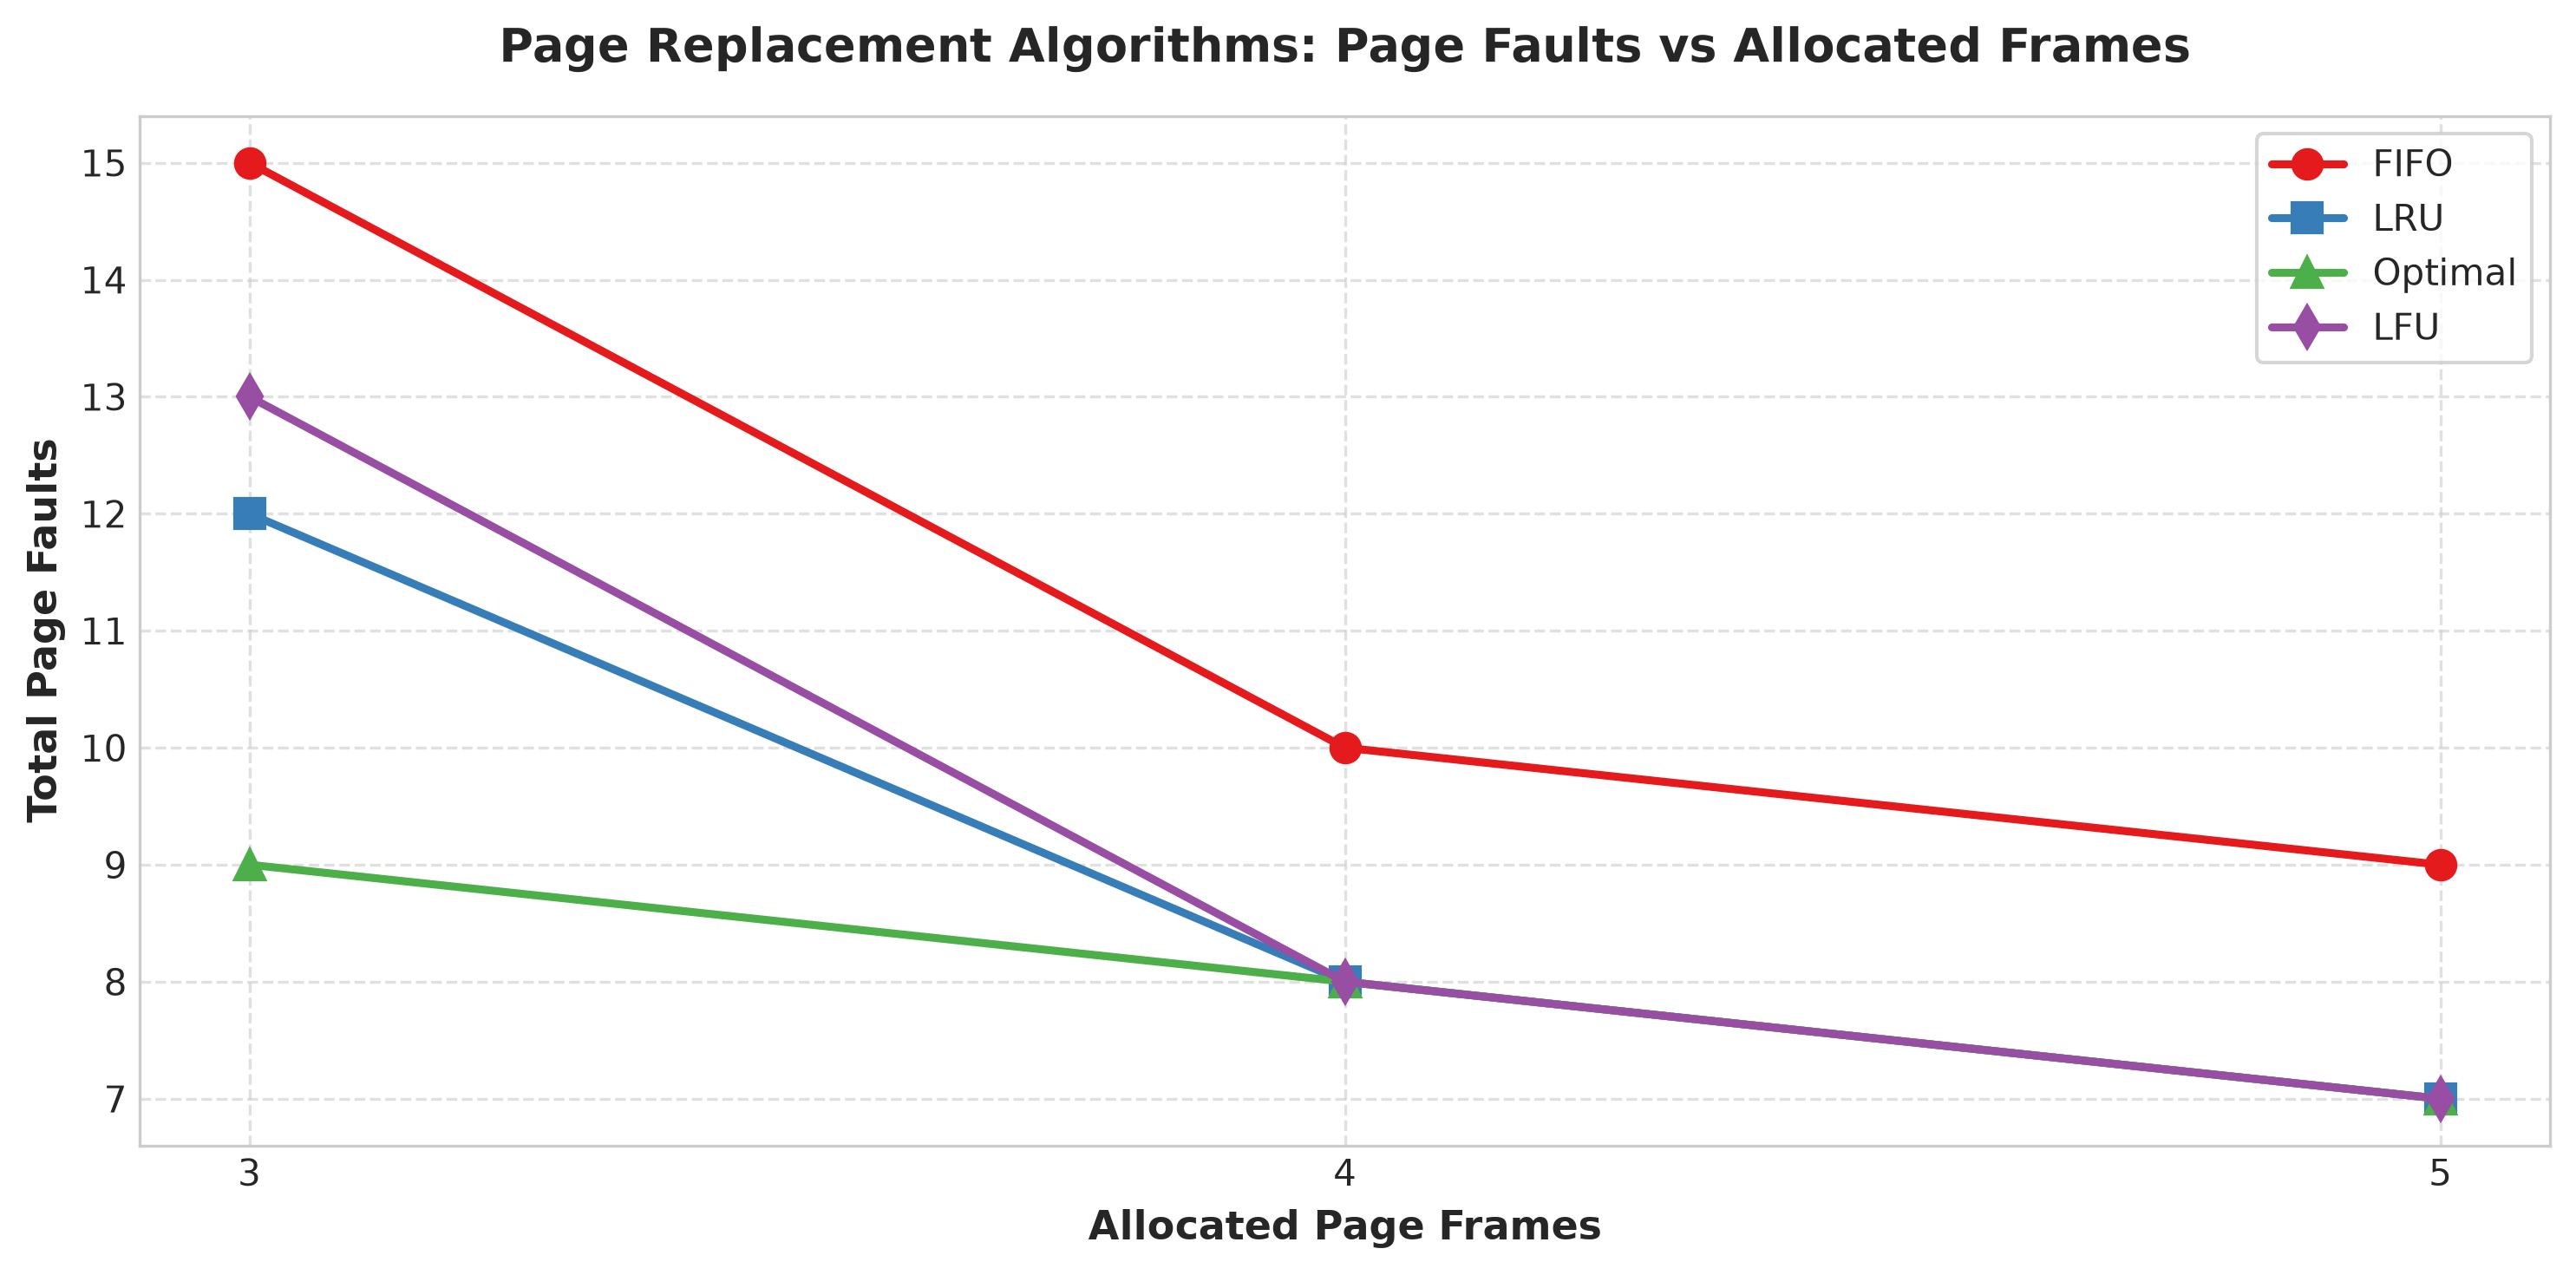 Page Replacement Algorithms: Page Faults vs Allocated Frames
FIFO
LRU
Optimal
LFU
Total Page Faults
15
14
13
12
11
10
9
8
7
3 4 5
Allocated Page Frames